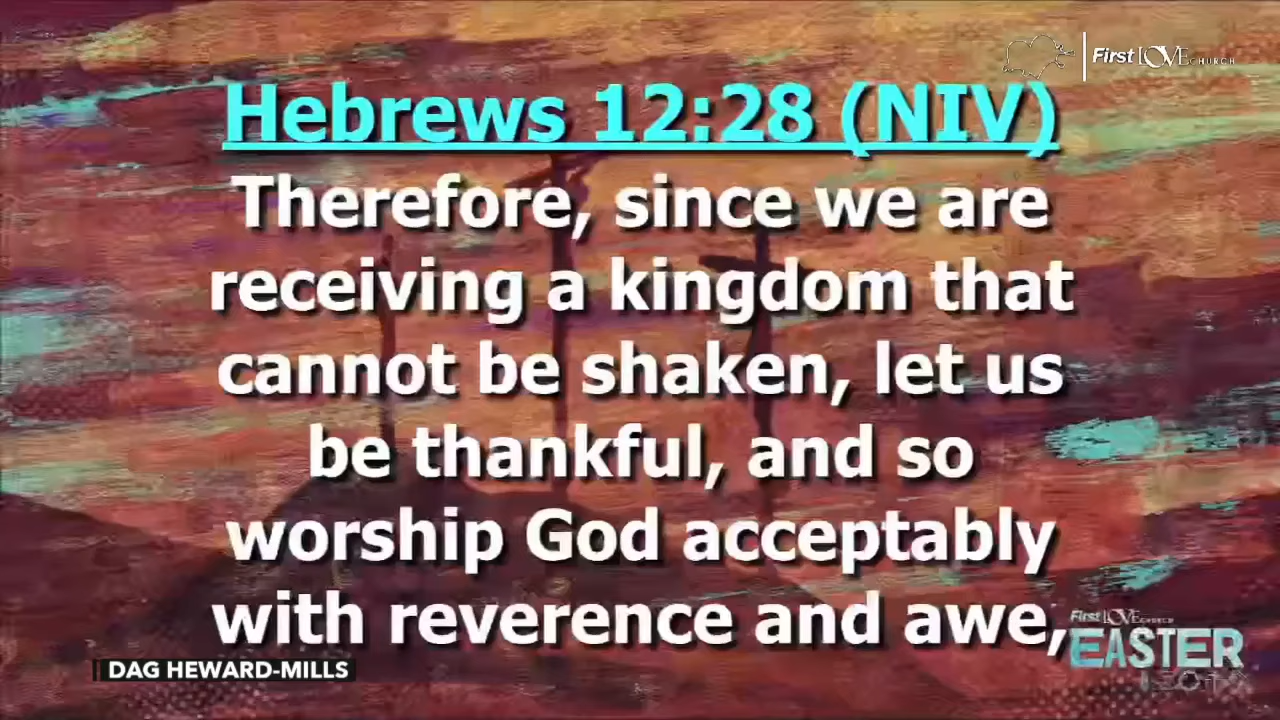 First LOVE CHURCH
Hebrews 12:28 (NIV)
Therefore, since we are
receiving a kingdom that
cannot be shaken, let us
be thankful, and so
worship God acceptably
with reverence and awe,
First LOVE CHURCH
EASTER
DAG HEWARD-MILLS